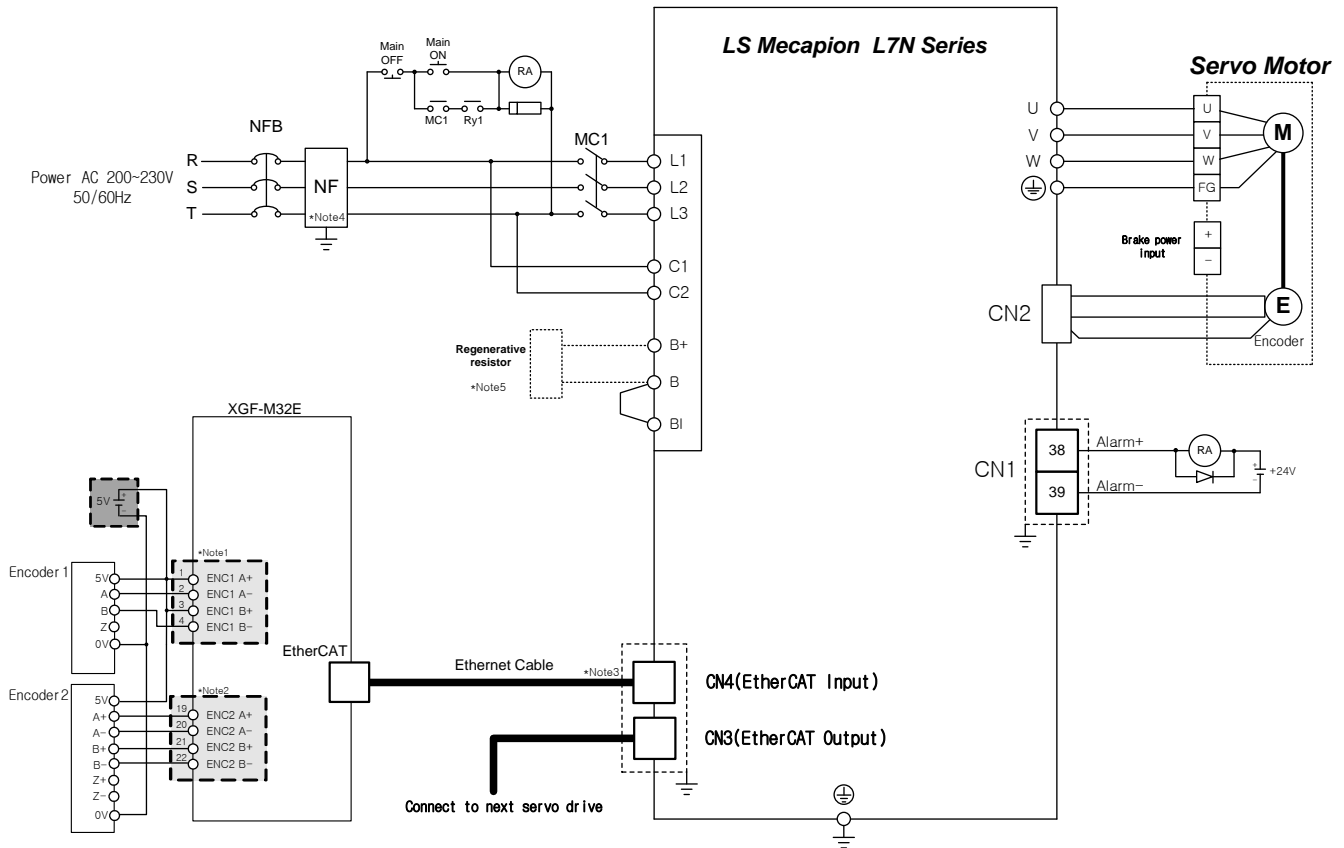 LS Mecapion L7N Series
Servo Motor
Main
OFF
Main
ON
RA
MC1
Ry1
NFB
MC1
Power AC 200~230V
50/60Hz
R
S
T
NF
*Note4
L1
L2
L3
C1
C2
B+
B
BI
Regenerative
resistor
*Note5
U
V
W
U
V
W
FG
M
Brake power
input
+
-
CN2
E
Encoder
CN1
38
39
Alarm+
Alarm-
RA
+
-
+24V
XGF-M32E
5V
+
-
*Note1
Encoder 1
5V
A
B
Z
0V
1
2
3
4
ENC1 A+
ENC1 A-
ENC1 B+
ENC1 B-
EtherCAT
Ethernet Cable
*Note3
CN4(EtherCAT Input)
CN3(EtherCAT Output)
Connect to next servo drive
*Note2
Encoder 2
5V
A+
A-
B+
B-
Z+
Z-
0V
19
20
21
22
ENC2 A+
ENC2 A-
ENC2 B+
ENC2 B-